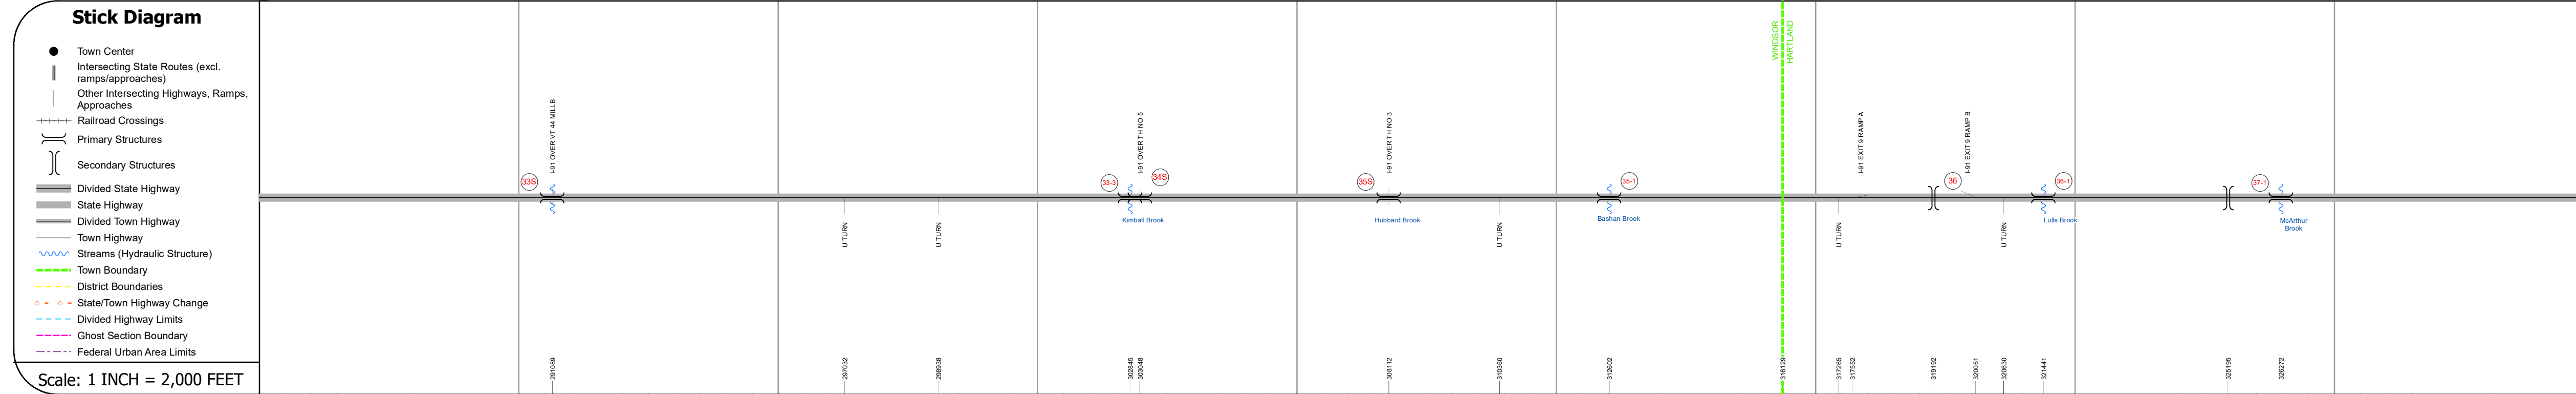 Stick Diagram
Town Center
Intersecting State Routes (excl.
ramps/approaches)
Other Intersecting Highways, Ramps,
Approaches
Railroad Crossings
Primary Structures
Secondary Structures
Divided State Highway
State Highway
Divided Town Highway
Town Highway
Streams (Hydraulic Structure)
Town Boundary
District Boundaries
State/Town Highway Change
Divided Highway Limits
Ghost Section Boundary
Federal Urban Area Limits
Scale: 1 INCH = 2,000 FEET
WINDSOR
HARTLAND
I-91 OVER VT 44 MILLB
I-91 OVER TH NO 5
I-91 OVER TH NO 3
I-91 EXIT 9 RAMP A
I-91 EXIT 9 RAMP B
33S
33-3
34S
35S
35-1
36
36-1
37-1
Kimball Brook
Hubbard Brook
Bashan Brook
Lulls Brook
McArthur
Brook
U TURN
U TURN
U TURN
U TURN
U TURN
291089
297032
298938
302845
303048
308112
310360
312602
316129
317265
317552
319192
320051
320630
321441
325195
326272